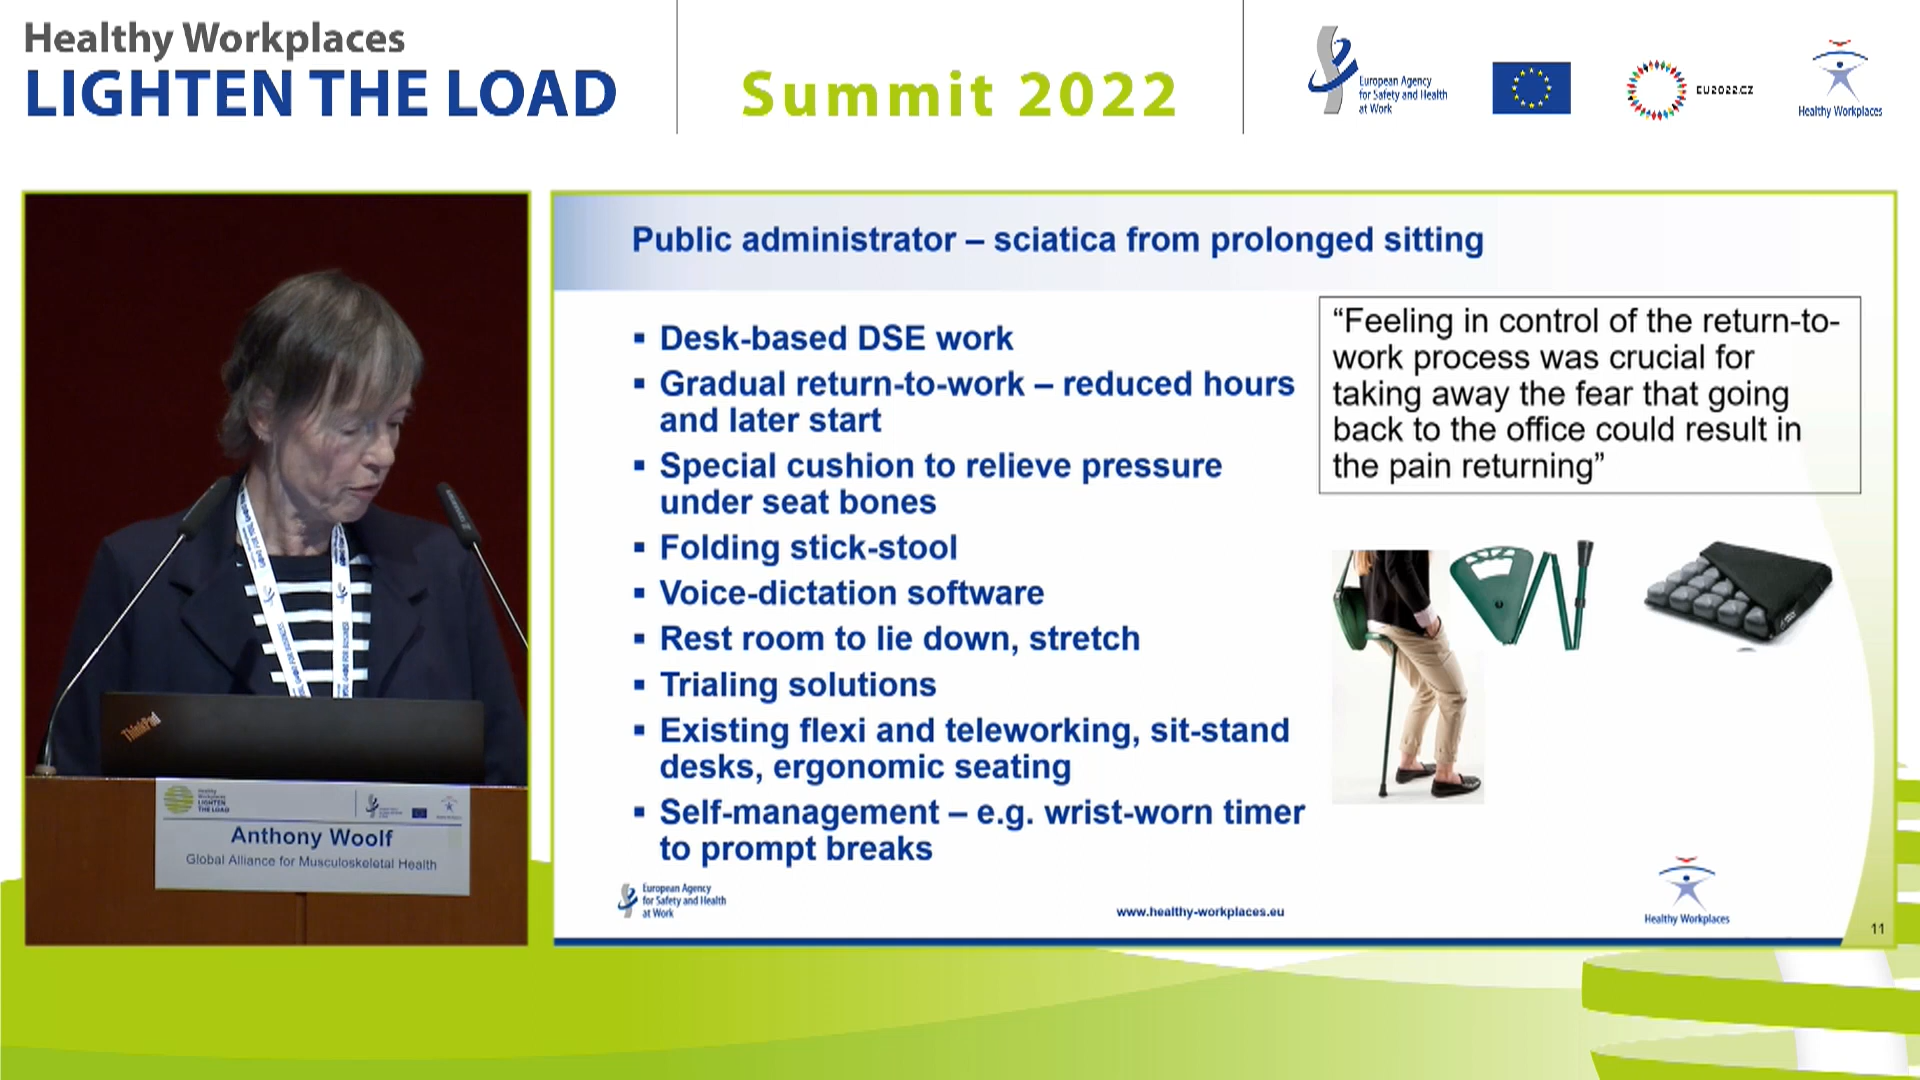 Healthy Workplaces
LIGHTEN THE LOAD
Summit 2022
European Agency
for Safety and Health
at Work
EU2022.CZ
Healthy Workplaces
Public administrator – sciatica from prolonged sitting
▪ Desk-based DSE work
▪ Gradual return-to-work – reduced hours
and later start
▪ Special cushion to relieve pressure
under seat bones
▪ Folding stick-stool
▪ Voice-dictation software
▪ Rest room to lie down, stretch
▪ Trialing solutions
▪ Existing flexi and teleworking, sit-stand
desks, ergonomic seating
▪ Self-management – e.g. wrist-worn timer
to prompt breaks
“Feeling in control of the return-to-
work process was crucial for
taking away the fear that going
back to the office could result in
the pain returning”
European Agency
for Safety and Health
at Work
www.healthy-workplaces.eu
Healthy Workplaces
11
ThinkPad
Healthy
Workplaces
LIGHTEN
THE LOAD
Anthony Woolf
Global Alliance for Musculoskeletal Health